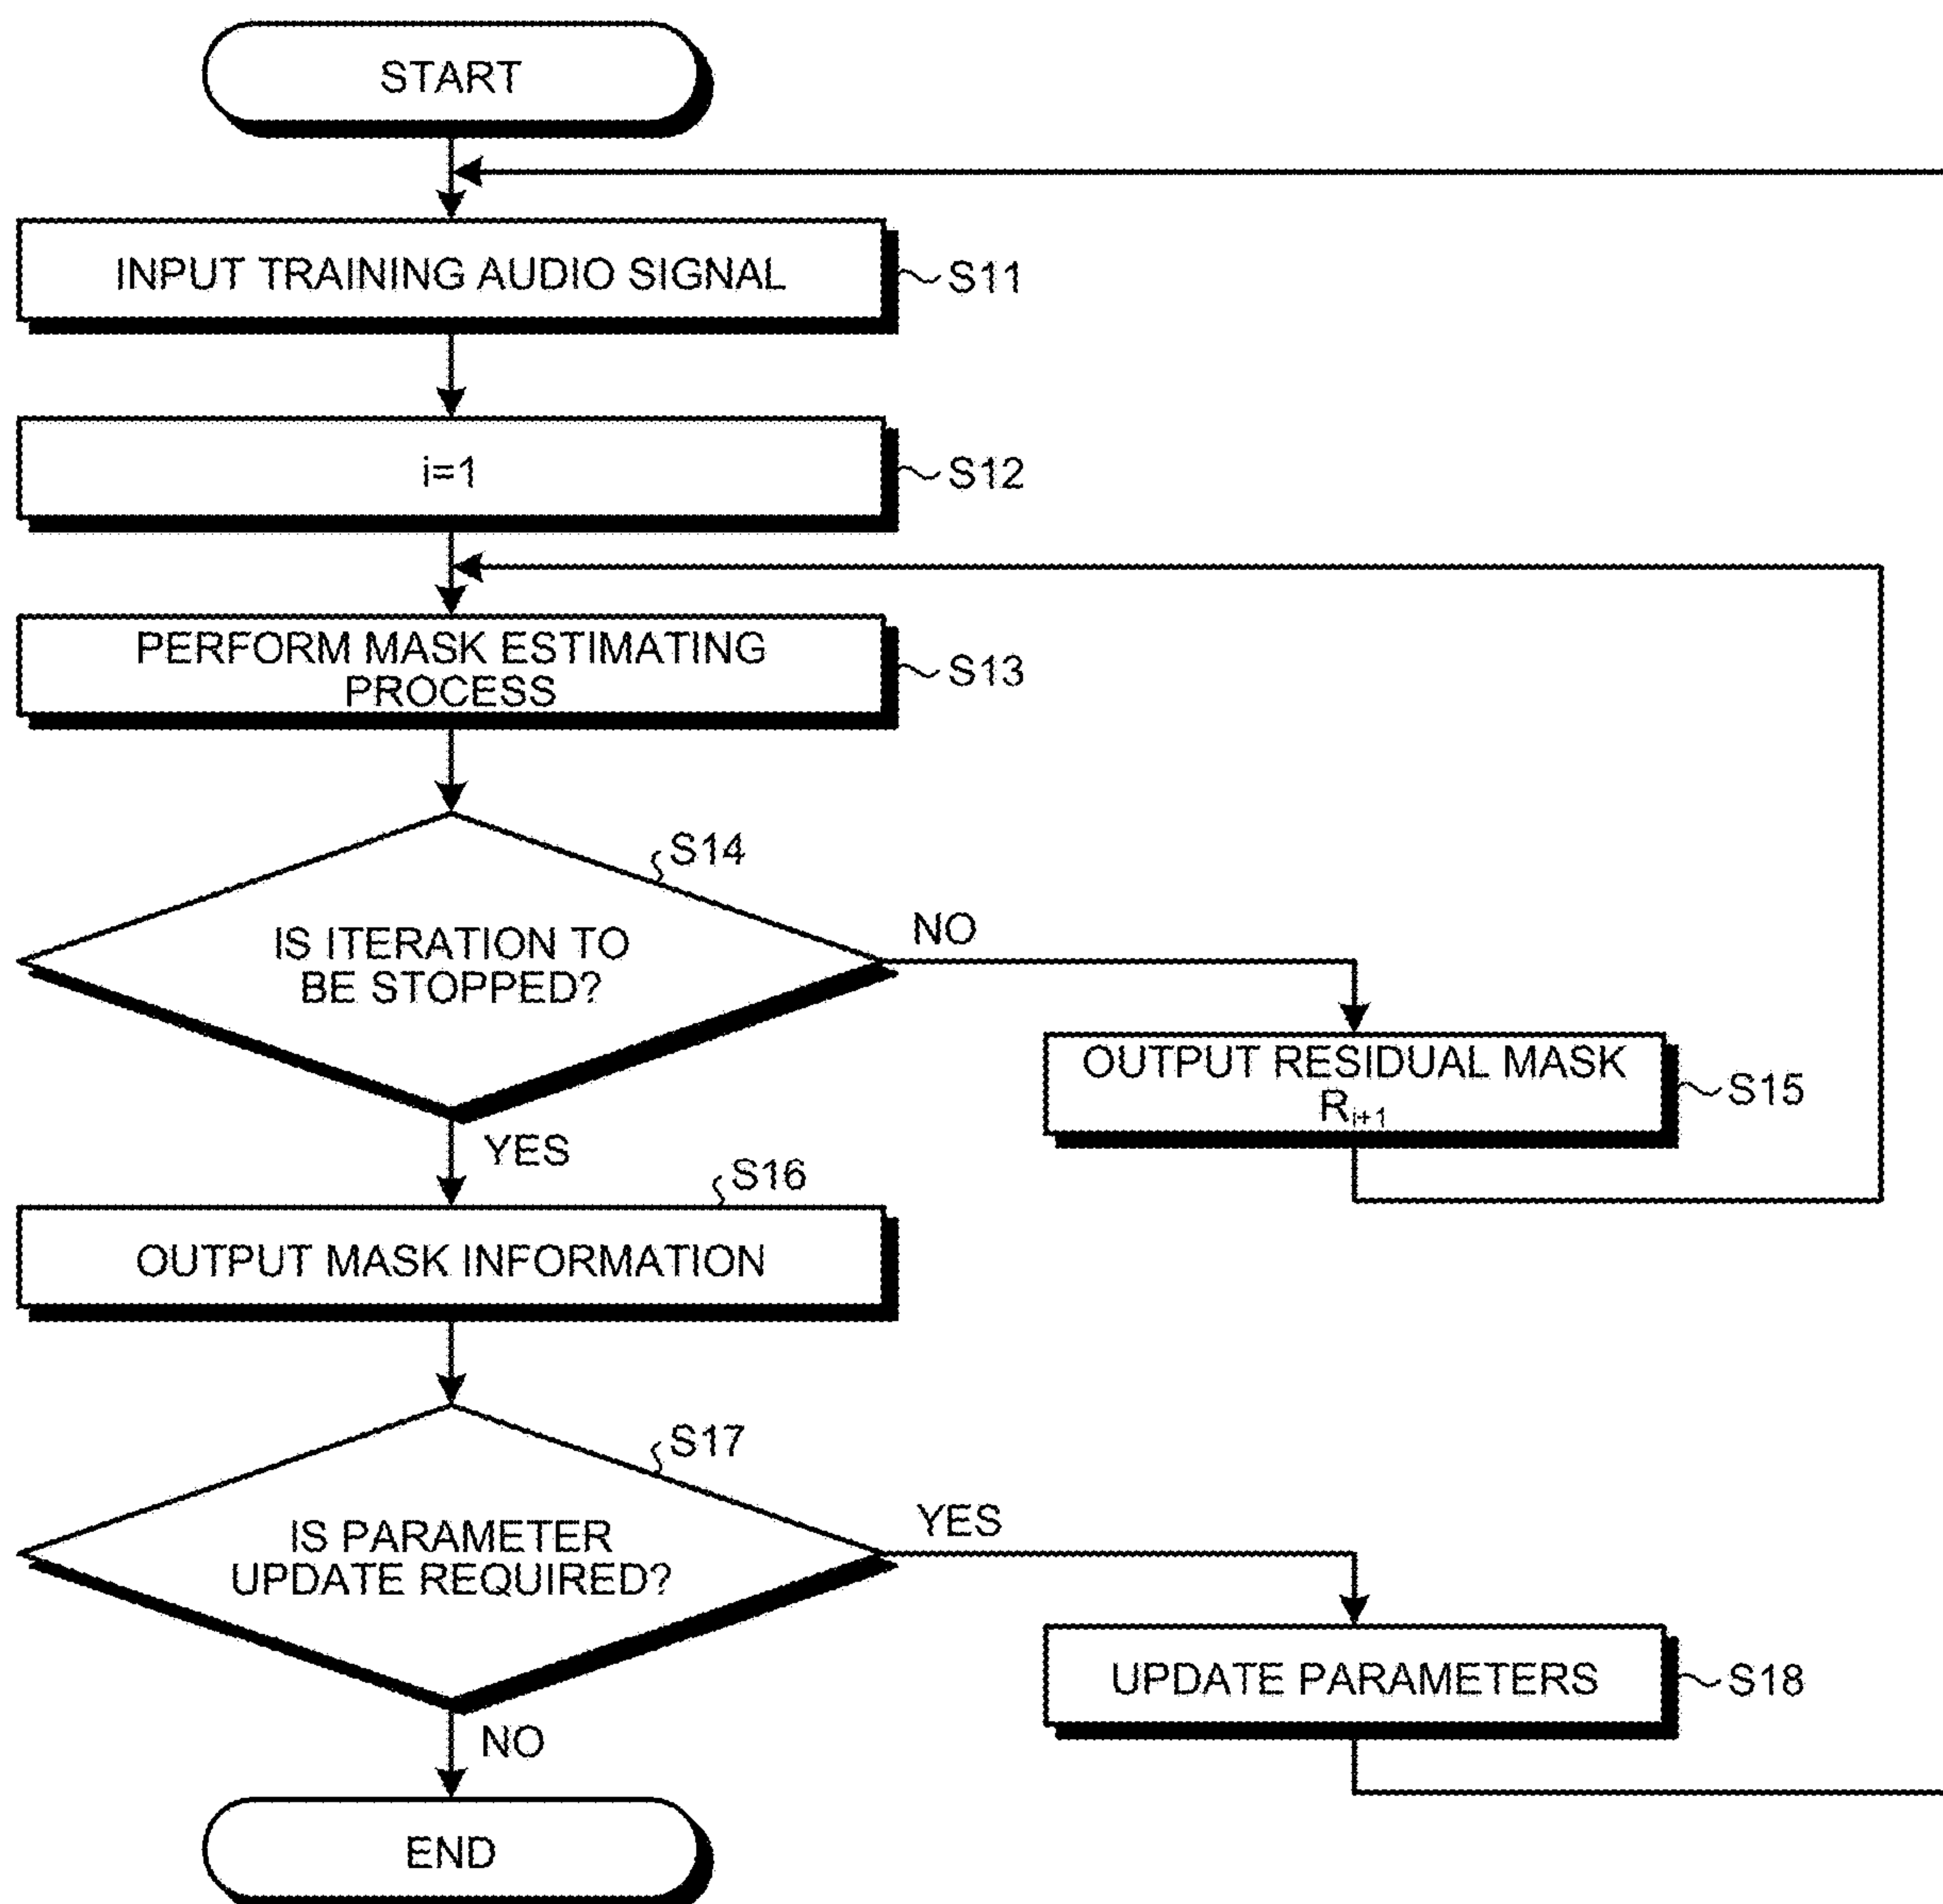 START
INPUT TRAINING AUDIO SIGNAL
S11
i=1
S12
PERFORM MASK ESTIMATING
PROCESS
S13
S14
IS ITERATION TO
BE STOPPED?
NO
OUTPUT RESIDUAL MASK
Ri+1
S15
YES
S16
OUTPUT MASK INFORMATION
S17
IS PARAMETER
UPDATE REQUIRED?
YES
UPDATE PARAMETERS
S18
NO
END